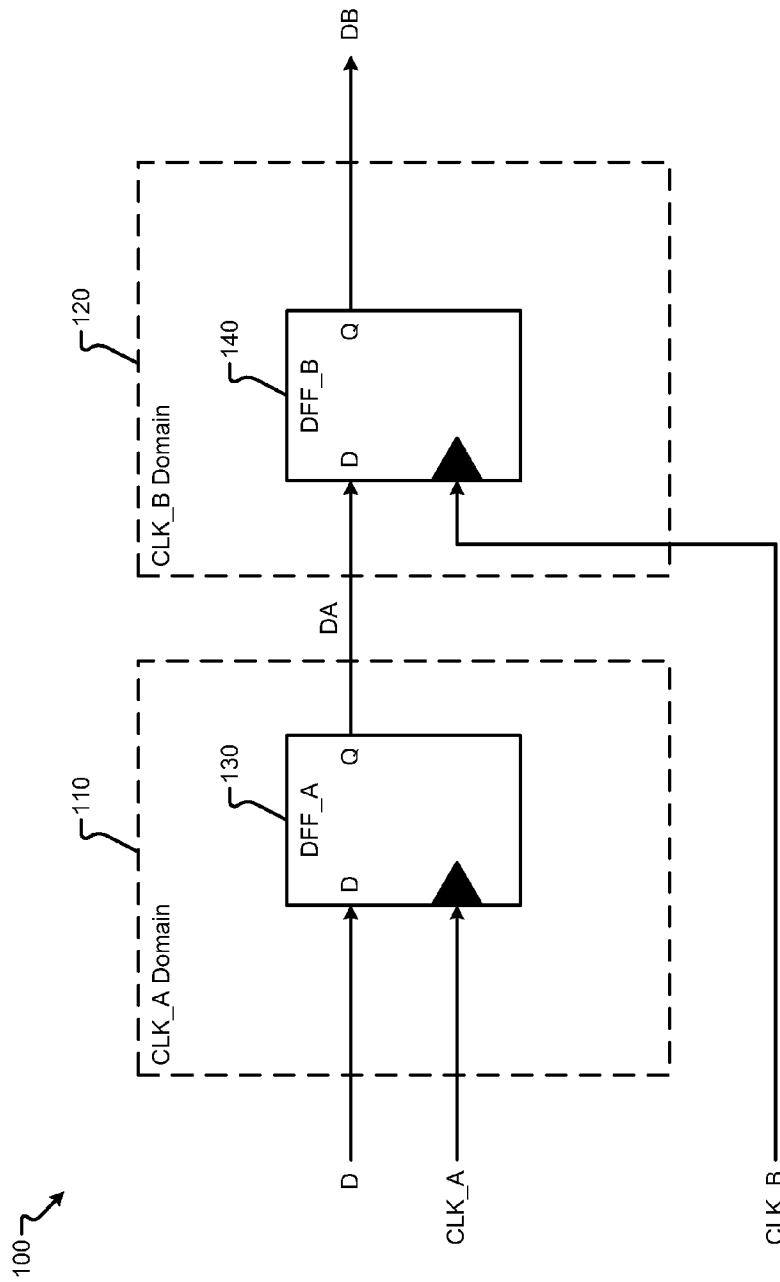 100
110
120
CLK_A Domain
CLK_B Domain
130
140
DFF_A
DFF_B
D
D
Q
DA
D
Q
DB
CLK_A
CLK_B